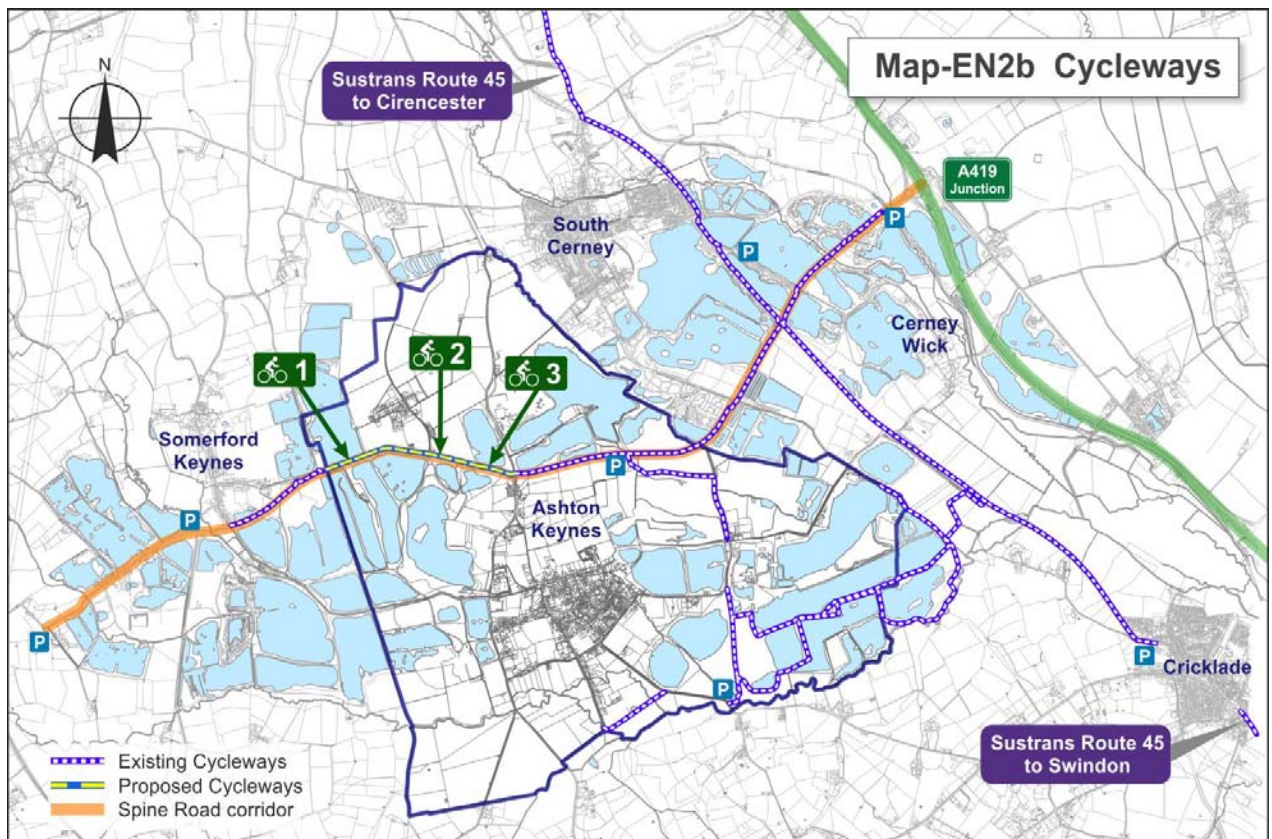 Map-EN2b Cycleways
N
Sustrans Route 45
to Cirencester
A419
Junction
P
South
Cerney
P
Cerney
Wick
1
2
3
Somerford
Keynes
P
Ashton
Keynes
P
P
P
P
Cricklade
Sustrans Route 45
to Swindon
Existing Cycleways
Proposed Cycleways
Spine Road corridor